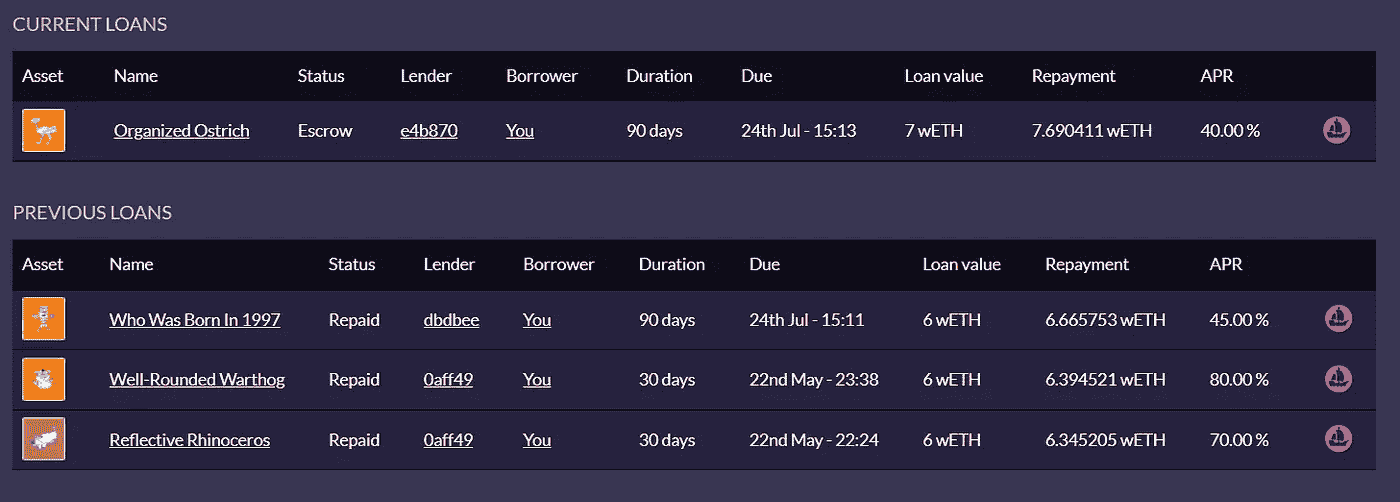 CURRENT LOANS
Asset Name Status Lender Borrower Duration Due Loan value Repayment APR
Organized Ostrich Escrow e4b870 You 90 days 24th Jul - 15:13 7 wETH 7.690411 wETH 40.00 %
PREVIOUS LOANS
Asset Name Status Lender Borrower Duration Due Loan value Repayment APR
Who Was Born In 1997 Repaid dbdbee You 90 days 24th Jul - 15:11 6 wETH 6.665753 wETH 45.00 %
Well-Rounded Warthog Repaid 0aff49 You 30 days 22nd May - 23:38 6 wETH 6.394521 wETH 80.00 %
Reflective Rhinoceros Repaid 0aff49 You 30 days 22nd May - 22:24 6 wETH 6.345205 wETH 70.00 %